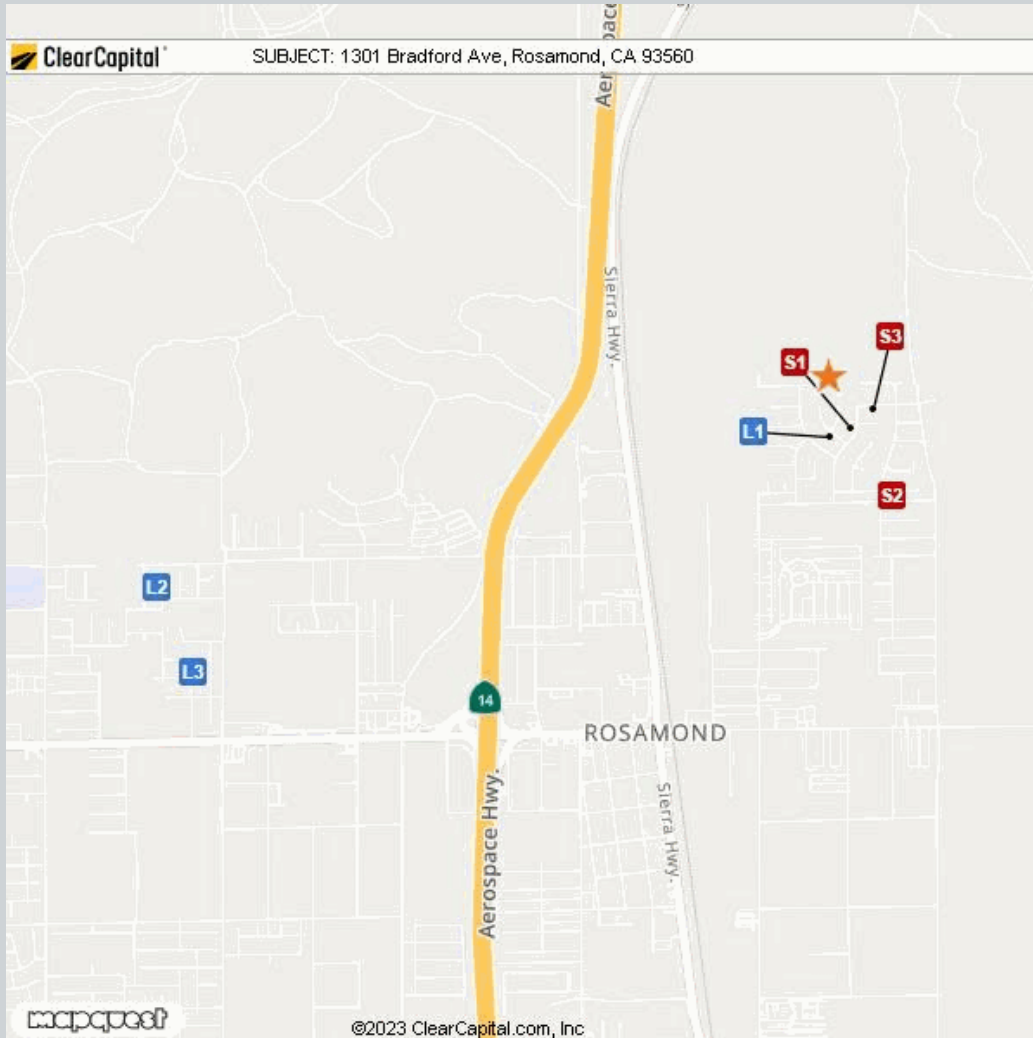 Aerospace
ClearCapital
SUBJECT: 1301 Bradford Ave, Rosamond, CA 93560
Sierra Hwy.
S3
S1
L1
S2
L2
L3
14
ROSAMOND
Aerospace Hwy.
Sierra Hwy.
mapquest
©2023 ClearCapital.com, Inc